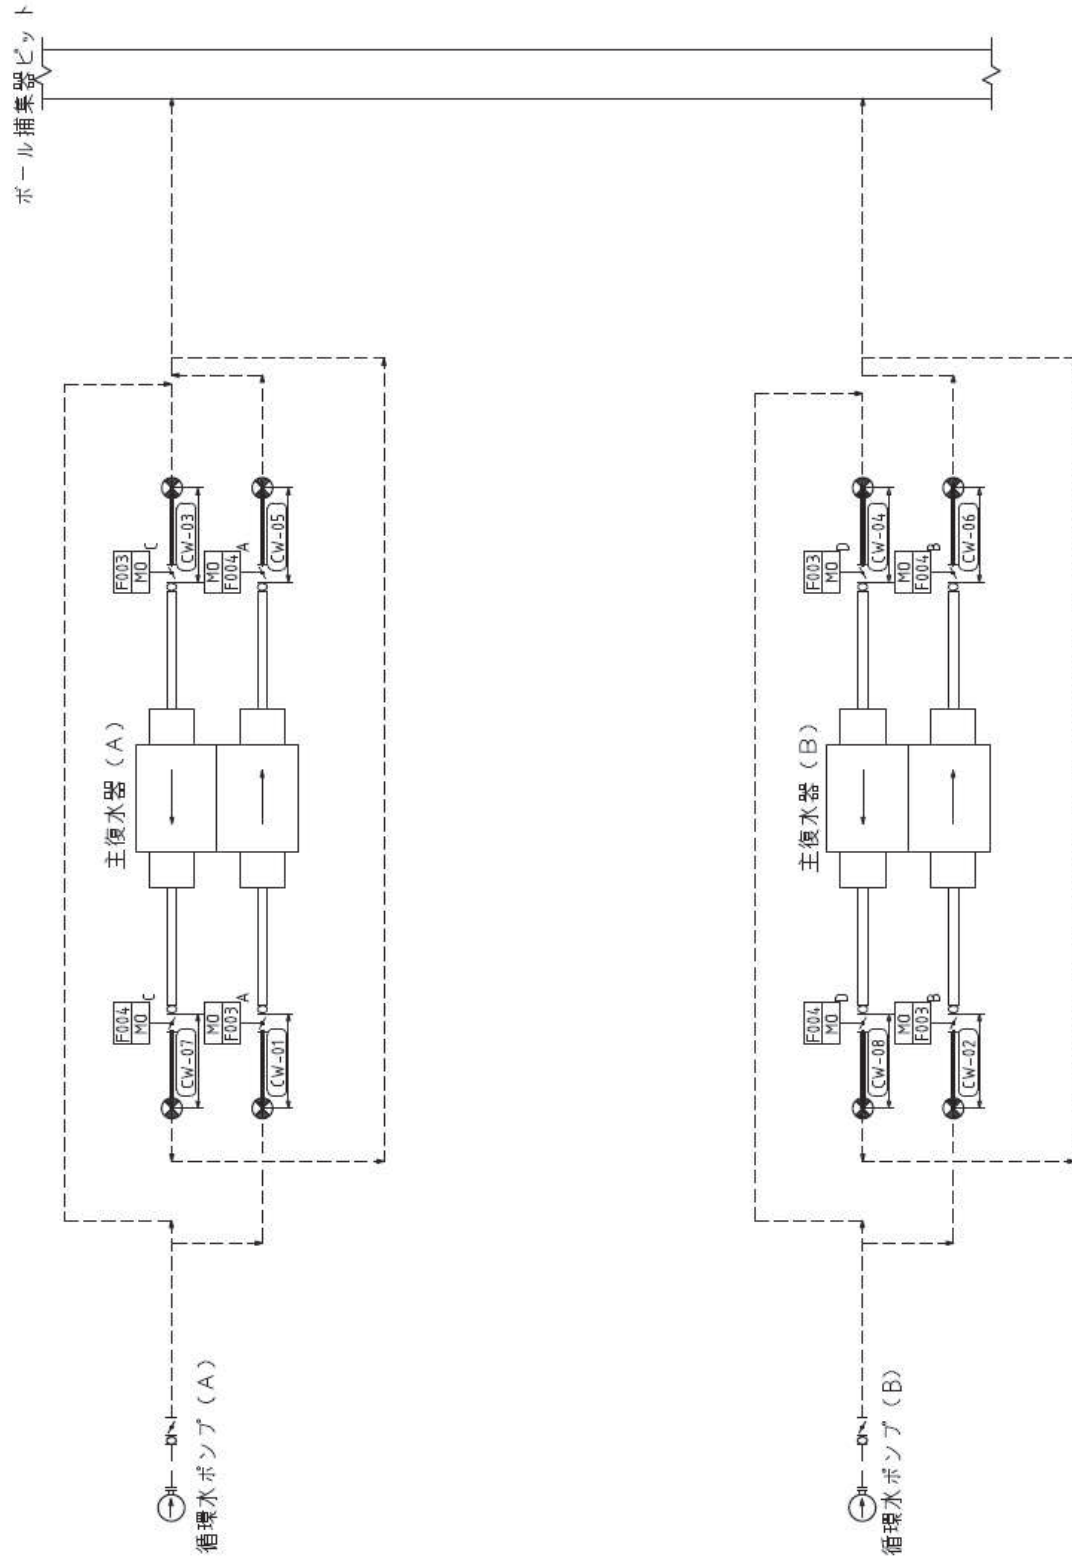 ボール捕集器ピット
主復水器（A）
F003
MO
C
CW-03
MO
F004
A
CW-05
F004
MO
C
CW-07
MO
F003
A
CW-01
循環水ポンプ（A）
主復水器（B）
F003
MO
D
CW-04
MO
F004
B
CW-06
F004
MO
D
CW-08
MO
F003
B
CW-02
循環水ポンプ（B）